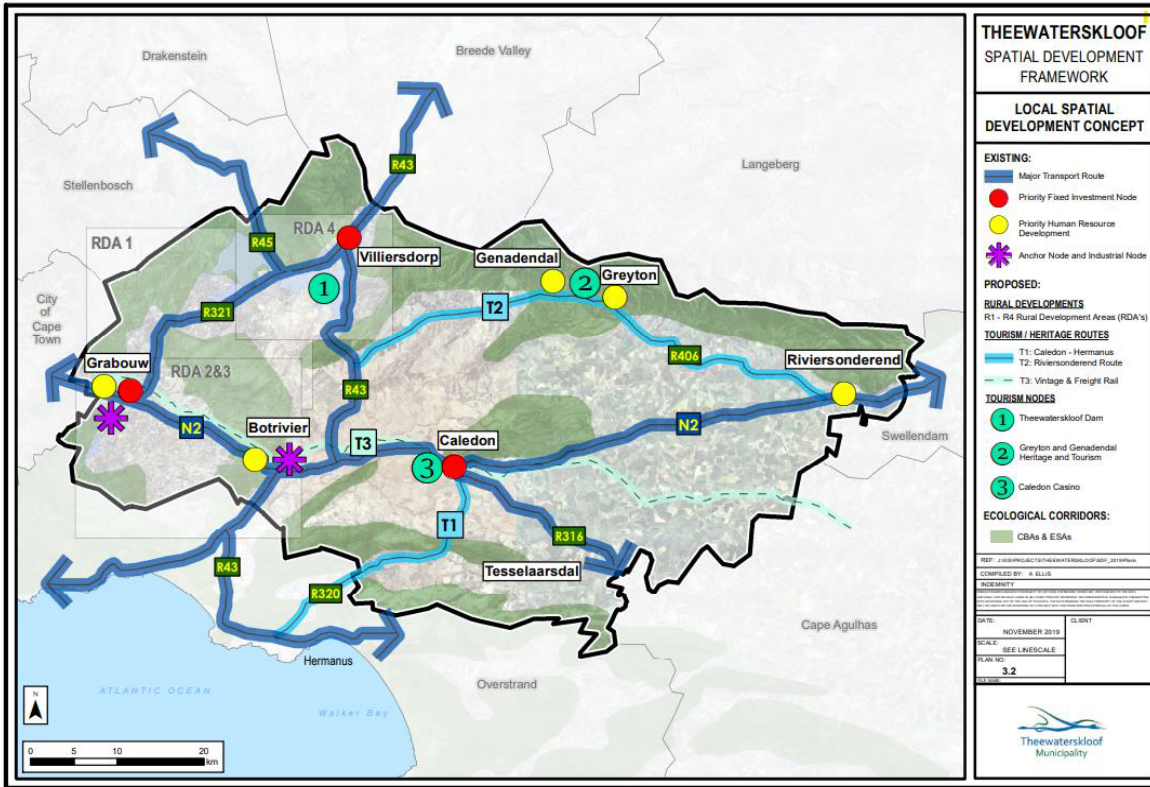 Drakenstein
Breede Valley
Langeberg
Stellenbosch
City
of
Cape
Town
Swellendam
Cape Agulhas
Overstrand
RDA 1
RDA 4
RDA 2&3
R43
R45
R321
Villiersdorp
1
Genadendal
2
Greyton
T2
R406
Riviersonderend
Grabouw
R43
N2
Botrivier
T3
Caledon
3
N2
T1
R316
Tesselaarsdal
R43
R320
Hermanus
ATLANTIC OCEAN
Walker Bay
N
0 5 10 20
km
THEEWATERSKLOOF
SPATIAL DEVELOPMENT
FRAMEWORK
LOCAL SPATIAL
DEVELOPMENT CONCEPT
EXISTING:
Major Transport Route
Priority Fixed Investment Node
Priority Human Resource
Development
Anchor Node and Industrial Node
PROPOSED:
RURAL DEVELOPMENTS
R1 - R4 Rural Development Areas (RDA's)
TOURISM / HERITAGE ROUTES
T1: Caledon - Hermanus
T2: Riviersonderend Route
T3: Vintage & Freight Rail
TOURISM NODES
1 Theewaterskloof Dam
2 Greyton and Genadendal
Heritage and Tourism
3 Caledon Casino
ECOLOGICAL CORRIDORS:
CBAs & ESAs
COMPILED BY: A ELLIS
INDEMNITY
DATE:
NOVEMBER 2019
CLIENT
SCALE:
SEE LINESCALE
PLAN NO:
3.2
Theewaterskloof
Municipality